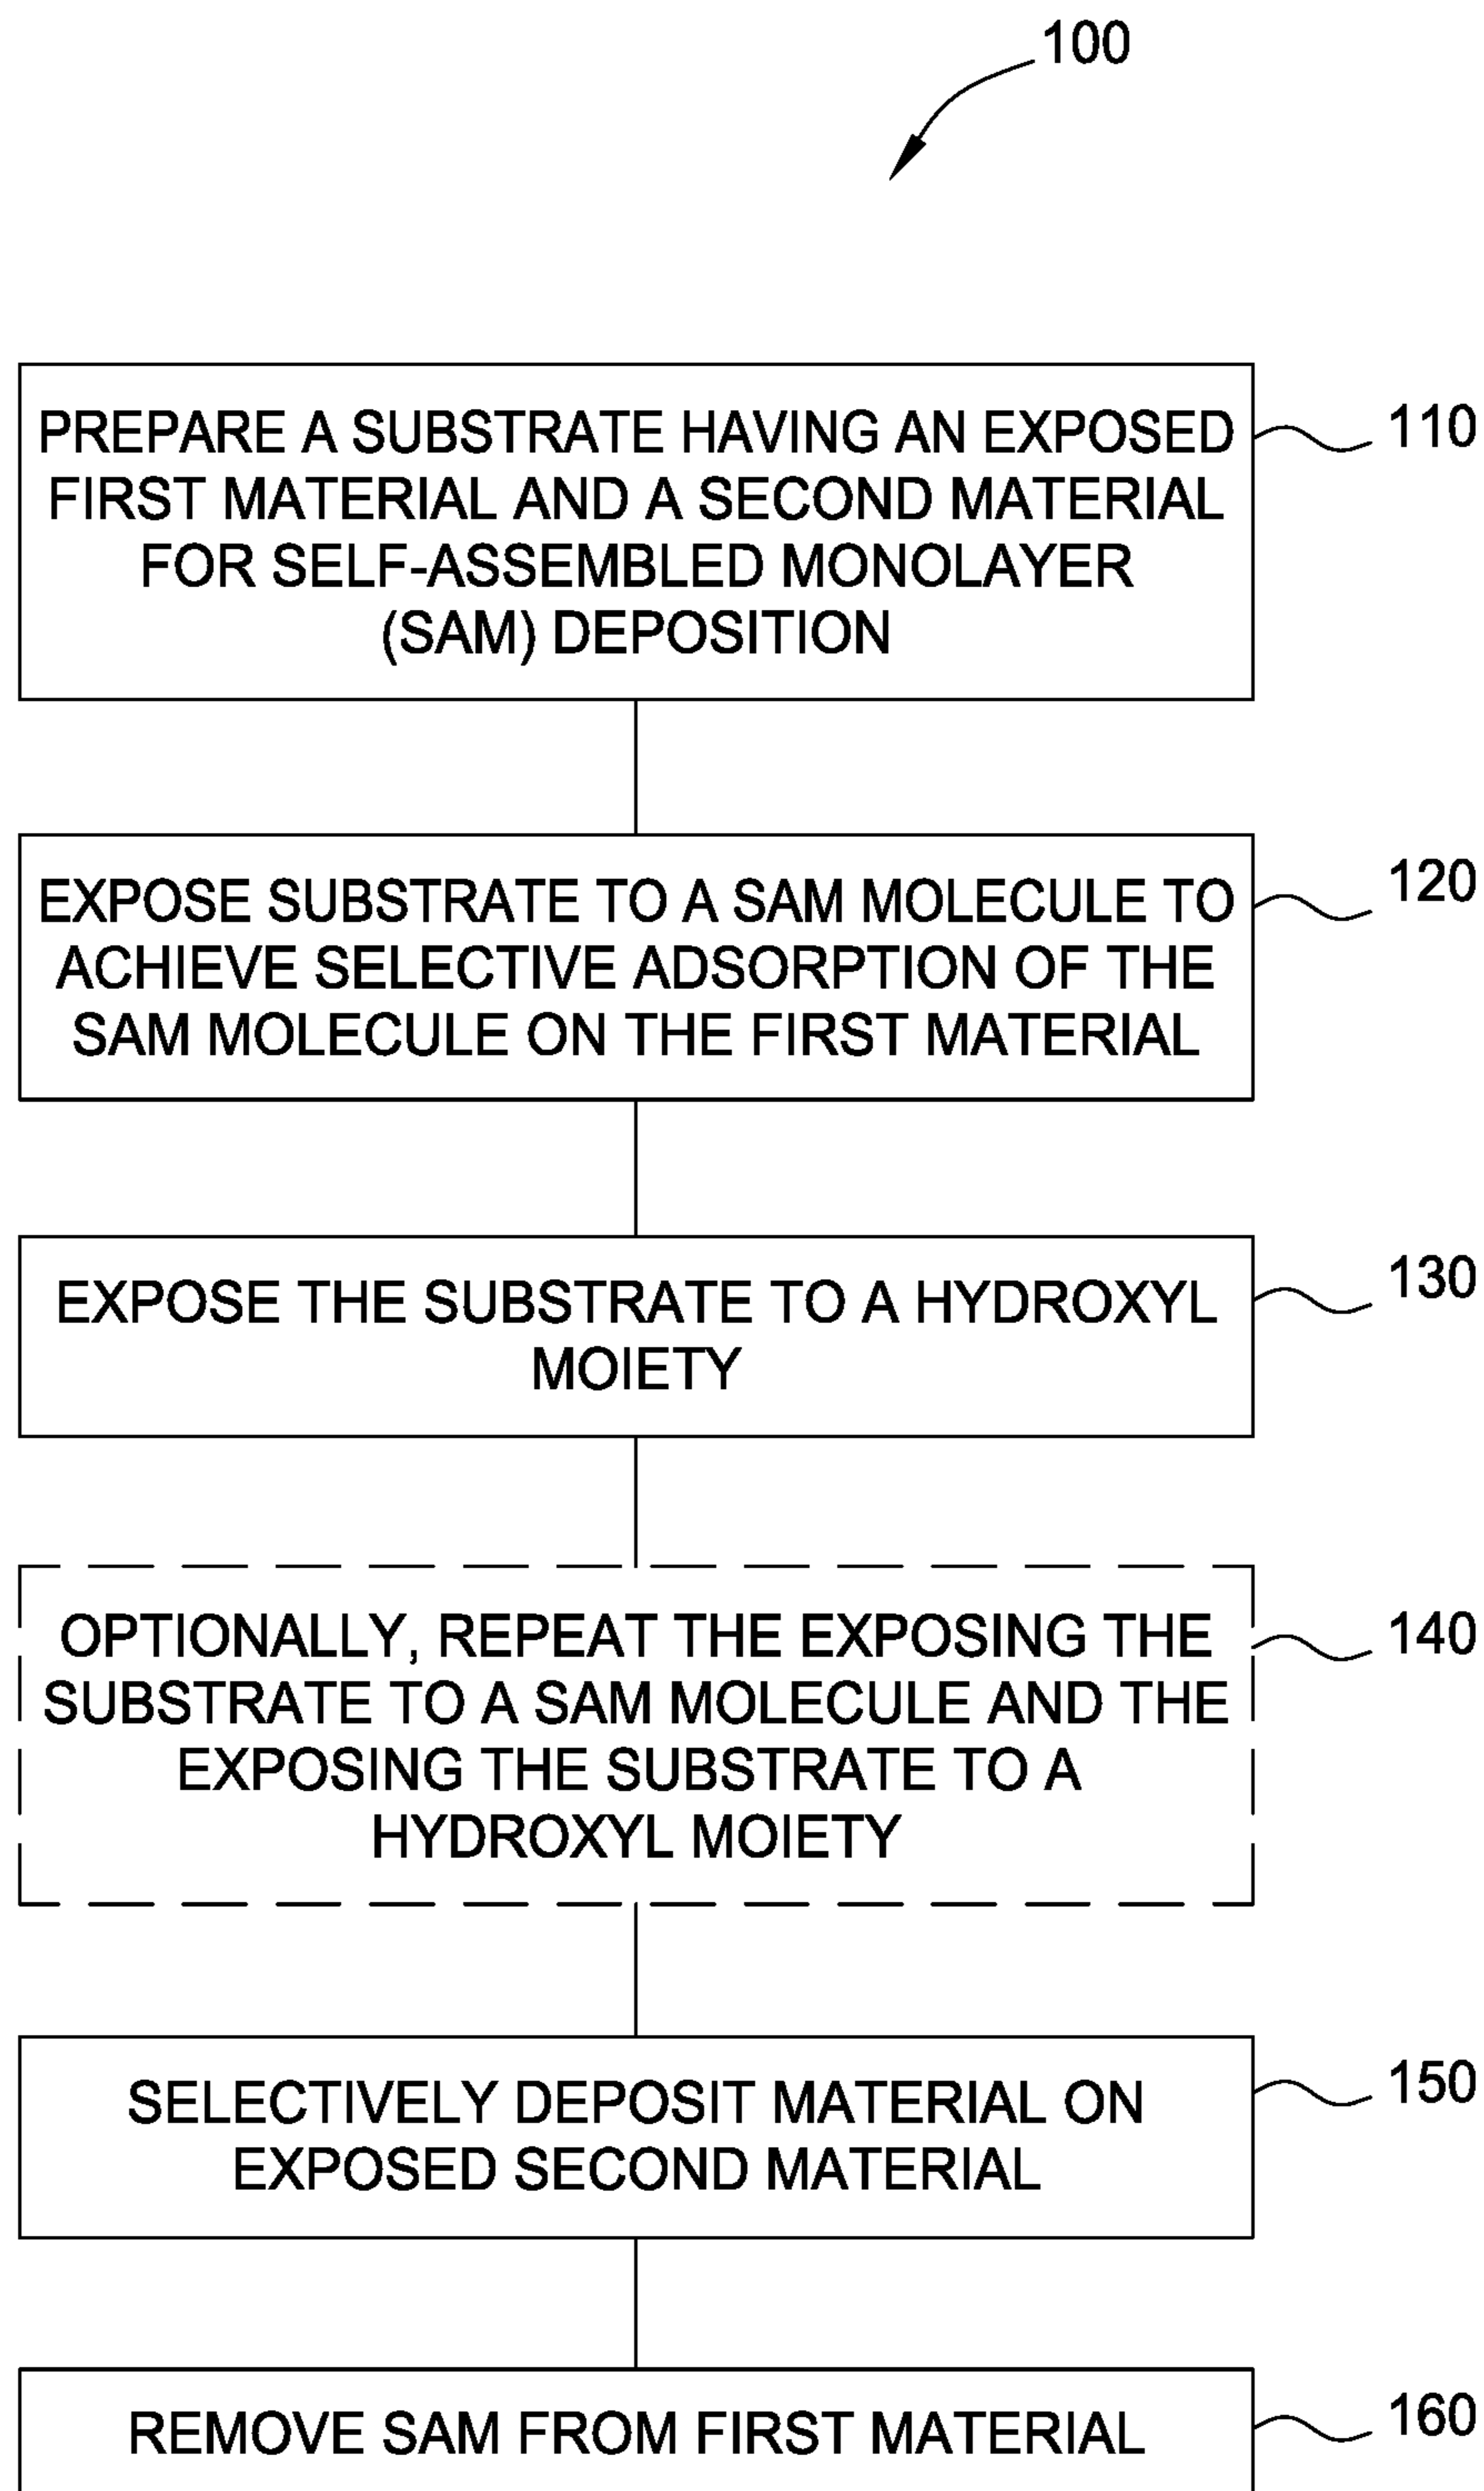 100
PREPARE A SUBSTRATE HAVING AN EXPOSED
FIRST MATERIAL AND A SECOND MATERIAL
FOR SELF-ASSEMBLED MONOLAYER
(SAM) DEPOSITION
110
EXPOSE SUBSTRATE TO A SAM MOLECULE TO
ACHIEVE SELECTIVE ADSORPTION OF THE
SAM MOLECULE ON THE FIRST MATERIAL
120
EXPOSE THE SUBSTRATE TO A HYDROXYL
MOIETY
130
OPTIONALLY, REPEAT THE EXPOSING THE
SUBSTRATE TO A SAM MOLECULE AND THE
EXPOSING THE SUBSTRATE TO A
HYDROXYL MOIETY
140
SELECTIVELY DEPOSIT MATERIAL ON
EXPOSED SECOND MATERIAL
150
REMOVE SAM FROM FIRST MATERIAL
160